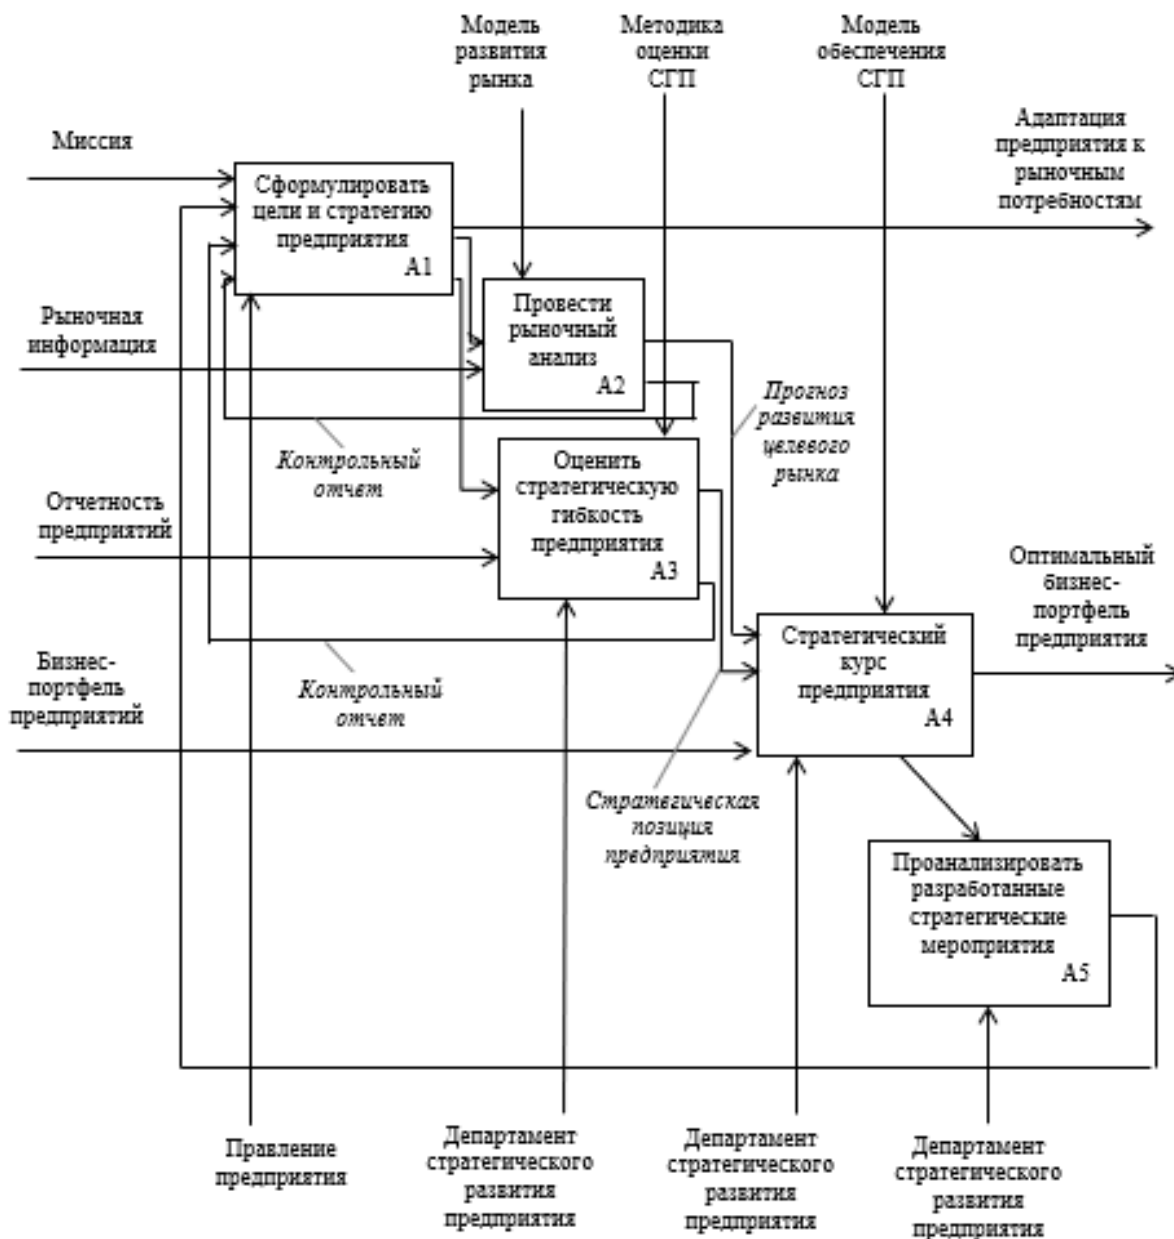 Модель
развития
рынка
Методика
оценки
СГП
Модель
обеспечения
СГП
Адаптация
предприятия к
рыночным
потребностям
Миссия
Сформулировать
цели и стратегию
предприятия
А1
Рыночная
информация
Провести
рыночный
анализ
А2
Прогноз
развития
целевого
рынка
Контрольный
отчет
Отчетность
предприятий
Оценить
стратегическую
гибкость
предприятия
А3
Оптимальный
бизнес-
портфель
предприятия
Стратегический
курс
предприятия
А4
Бизнес-
портфель
предприятий
Контрольный
отчет
Стратегическая
позиция
предприятия
Проанализировать
разработанные
стратегические
мероприятия
А5
Правление
предприятия
Департамент
стратегического
развития
предприятия
Департамент
стратегического
развития
предприятия
Департамент
стратегического
развития
предприятия